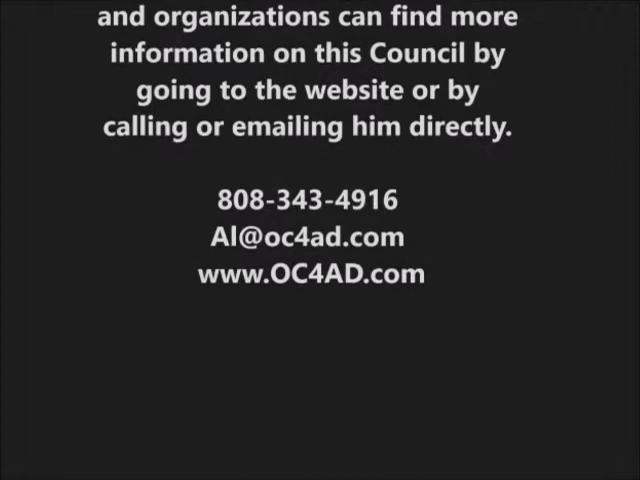 and organizations can find more
information on this Council by
going to the website or by
calling or emailing him directly.
808-343-4916
Al@oc4ad.com
www.OC4AD.com